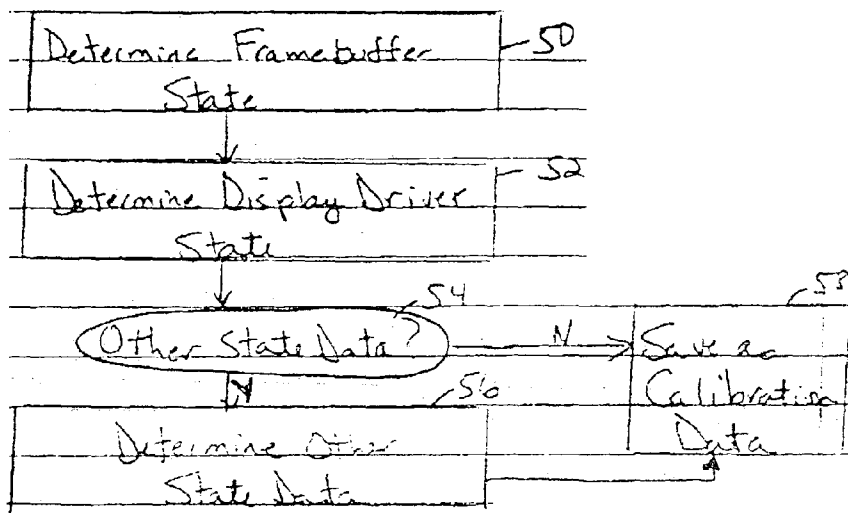 Determine Framebuffer
State
50
Determine Display Driver
State
52
Other State Data?
54
N
Save as
Calibration
Data
53
Y
Determine Other
State Data
56